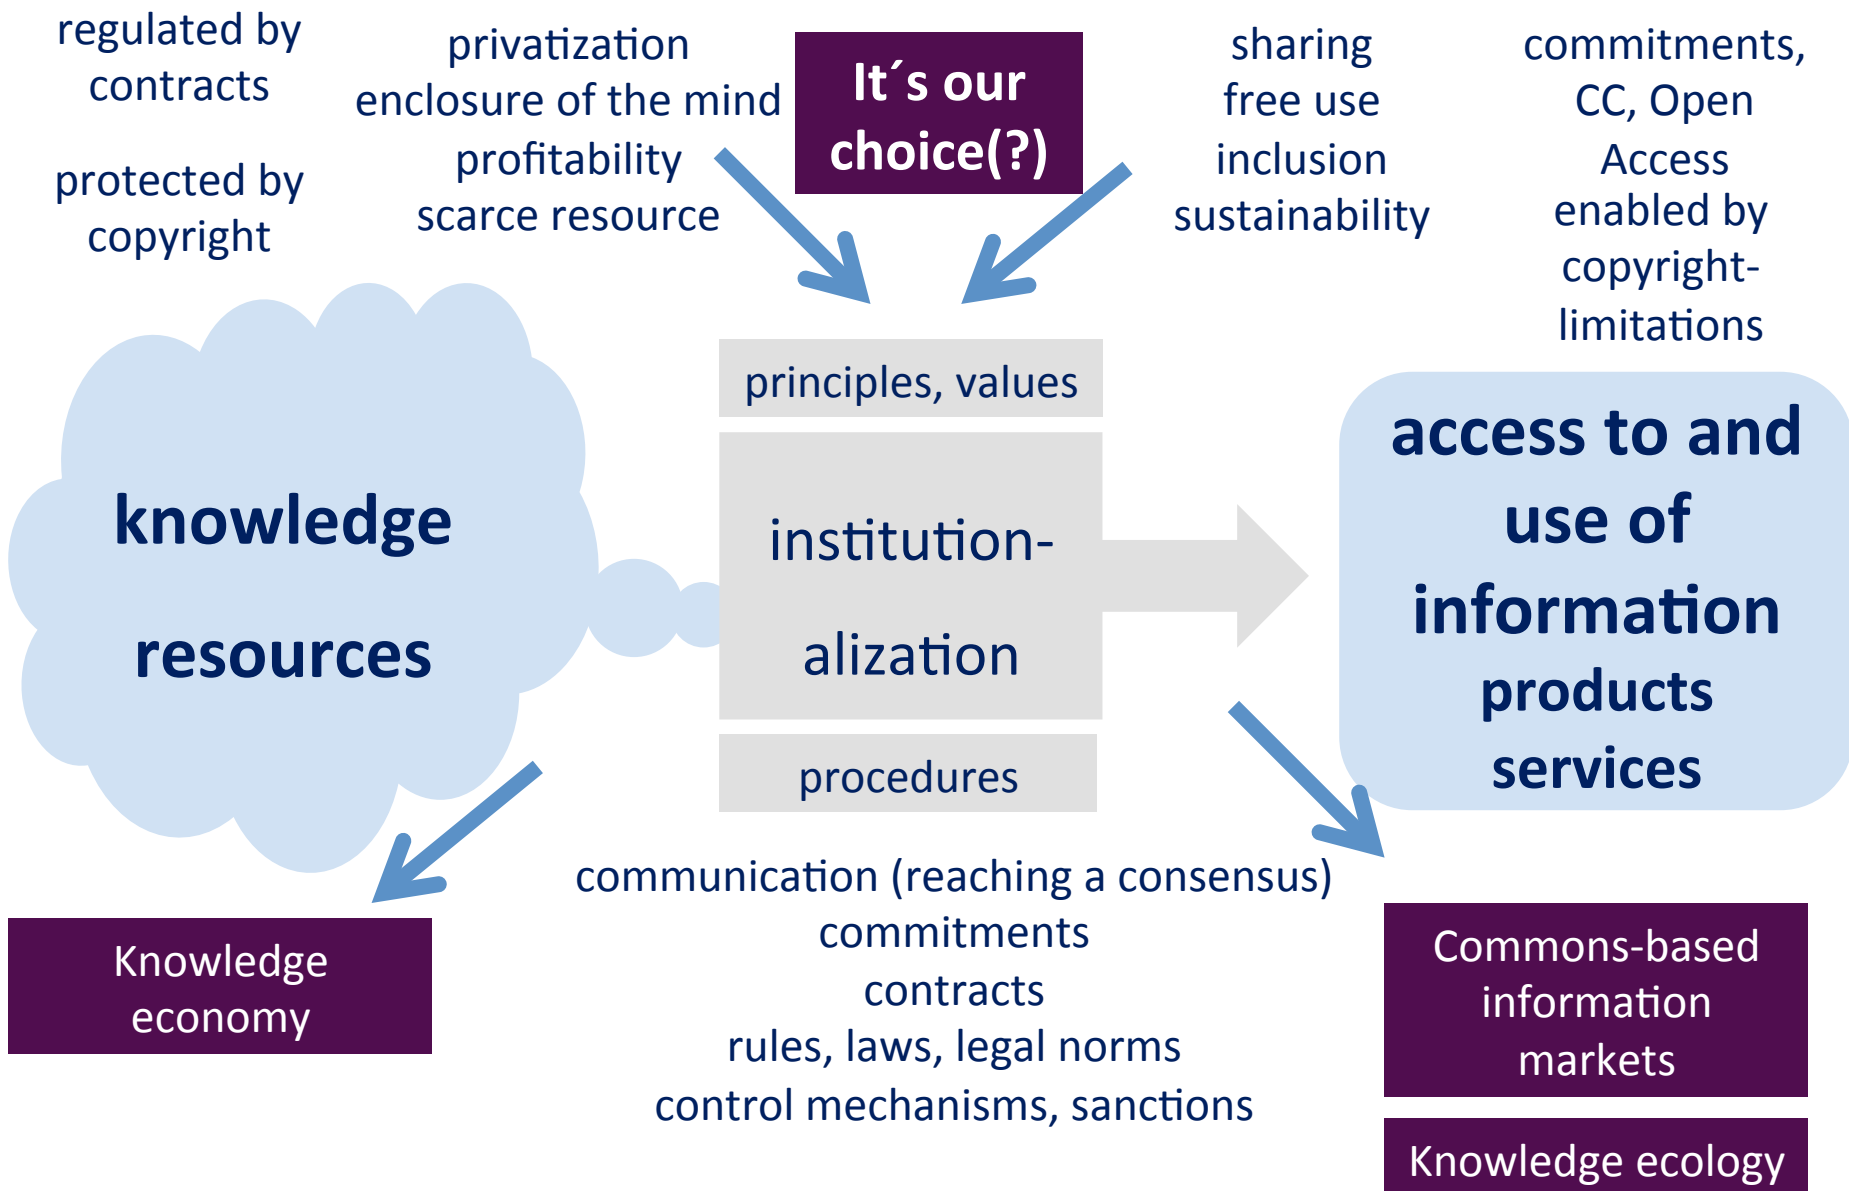 regulated by
contracts
protected by
copyright
privatization
enclosure of the mind
profitability
scarce resource
It´s our
choice(?)
sharing
free use
inclusion
sustainability
commitments,
CC, Open
Access
enabled by
copyright-
limitations
knowledge
resources
principles, values
institution-
alization
procedures
access to and
use of
information
products
services
communication (reaching a consensus)
commitments
contracts
rules, laws, legal norms
control mechanisms, sanctions
Knowledge
economy
Commons-based
information
markets
Knowledge ecology